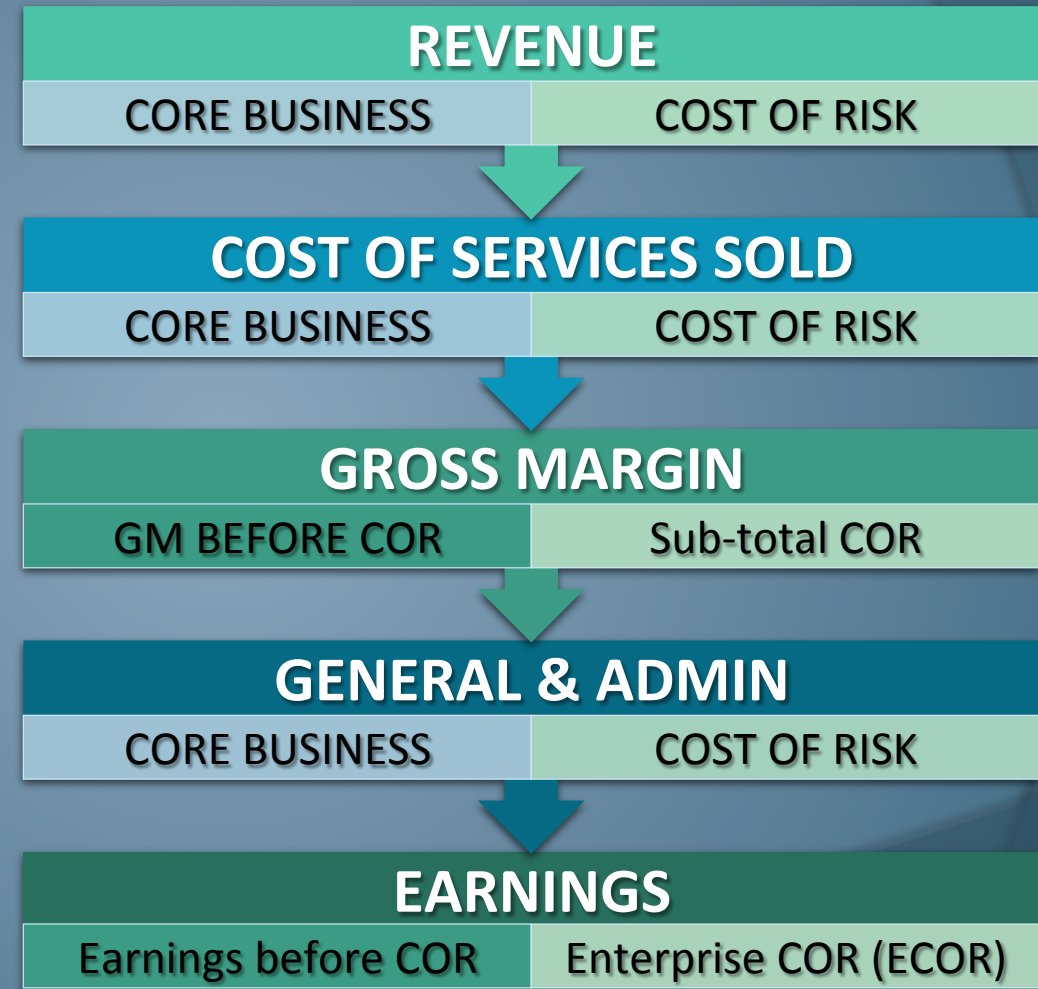 REVENUE
CORE BUSINESS COST OF RISK
COST OF SERVICES SOLD
CORE BUSINESS COST OF RISK
GROSS MARGIN
GM BEFORE COR Sub-total COR
GENERAL & ADMIN
CORE BUSINESS COST OF RISK
EARNINGS
Earnings before COR Enterprise COR (ECOR)